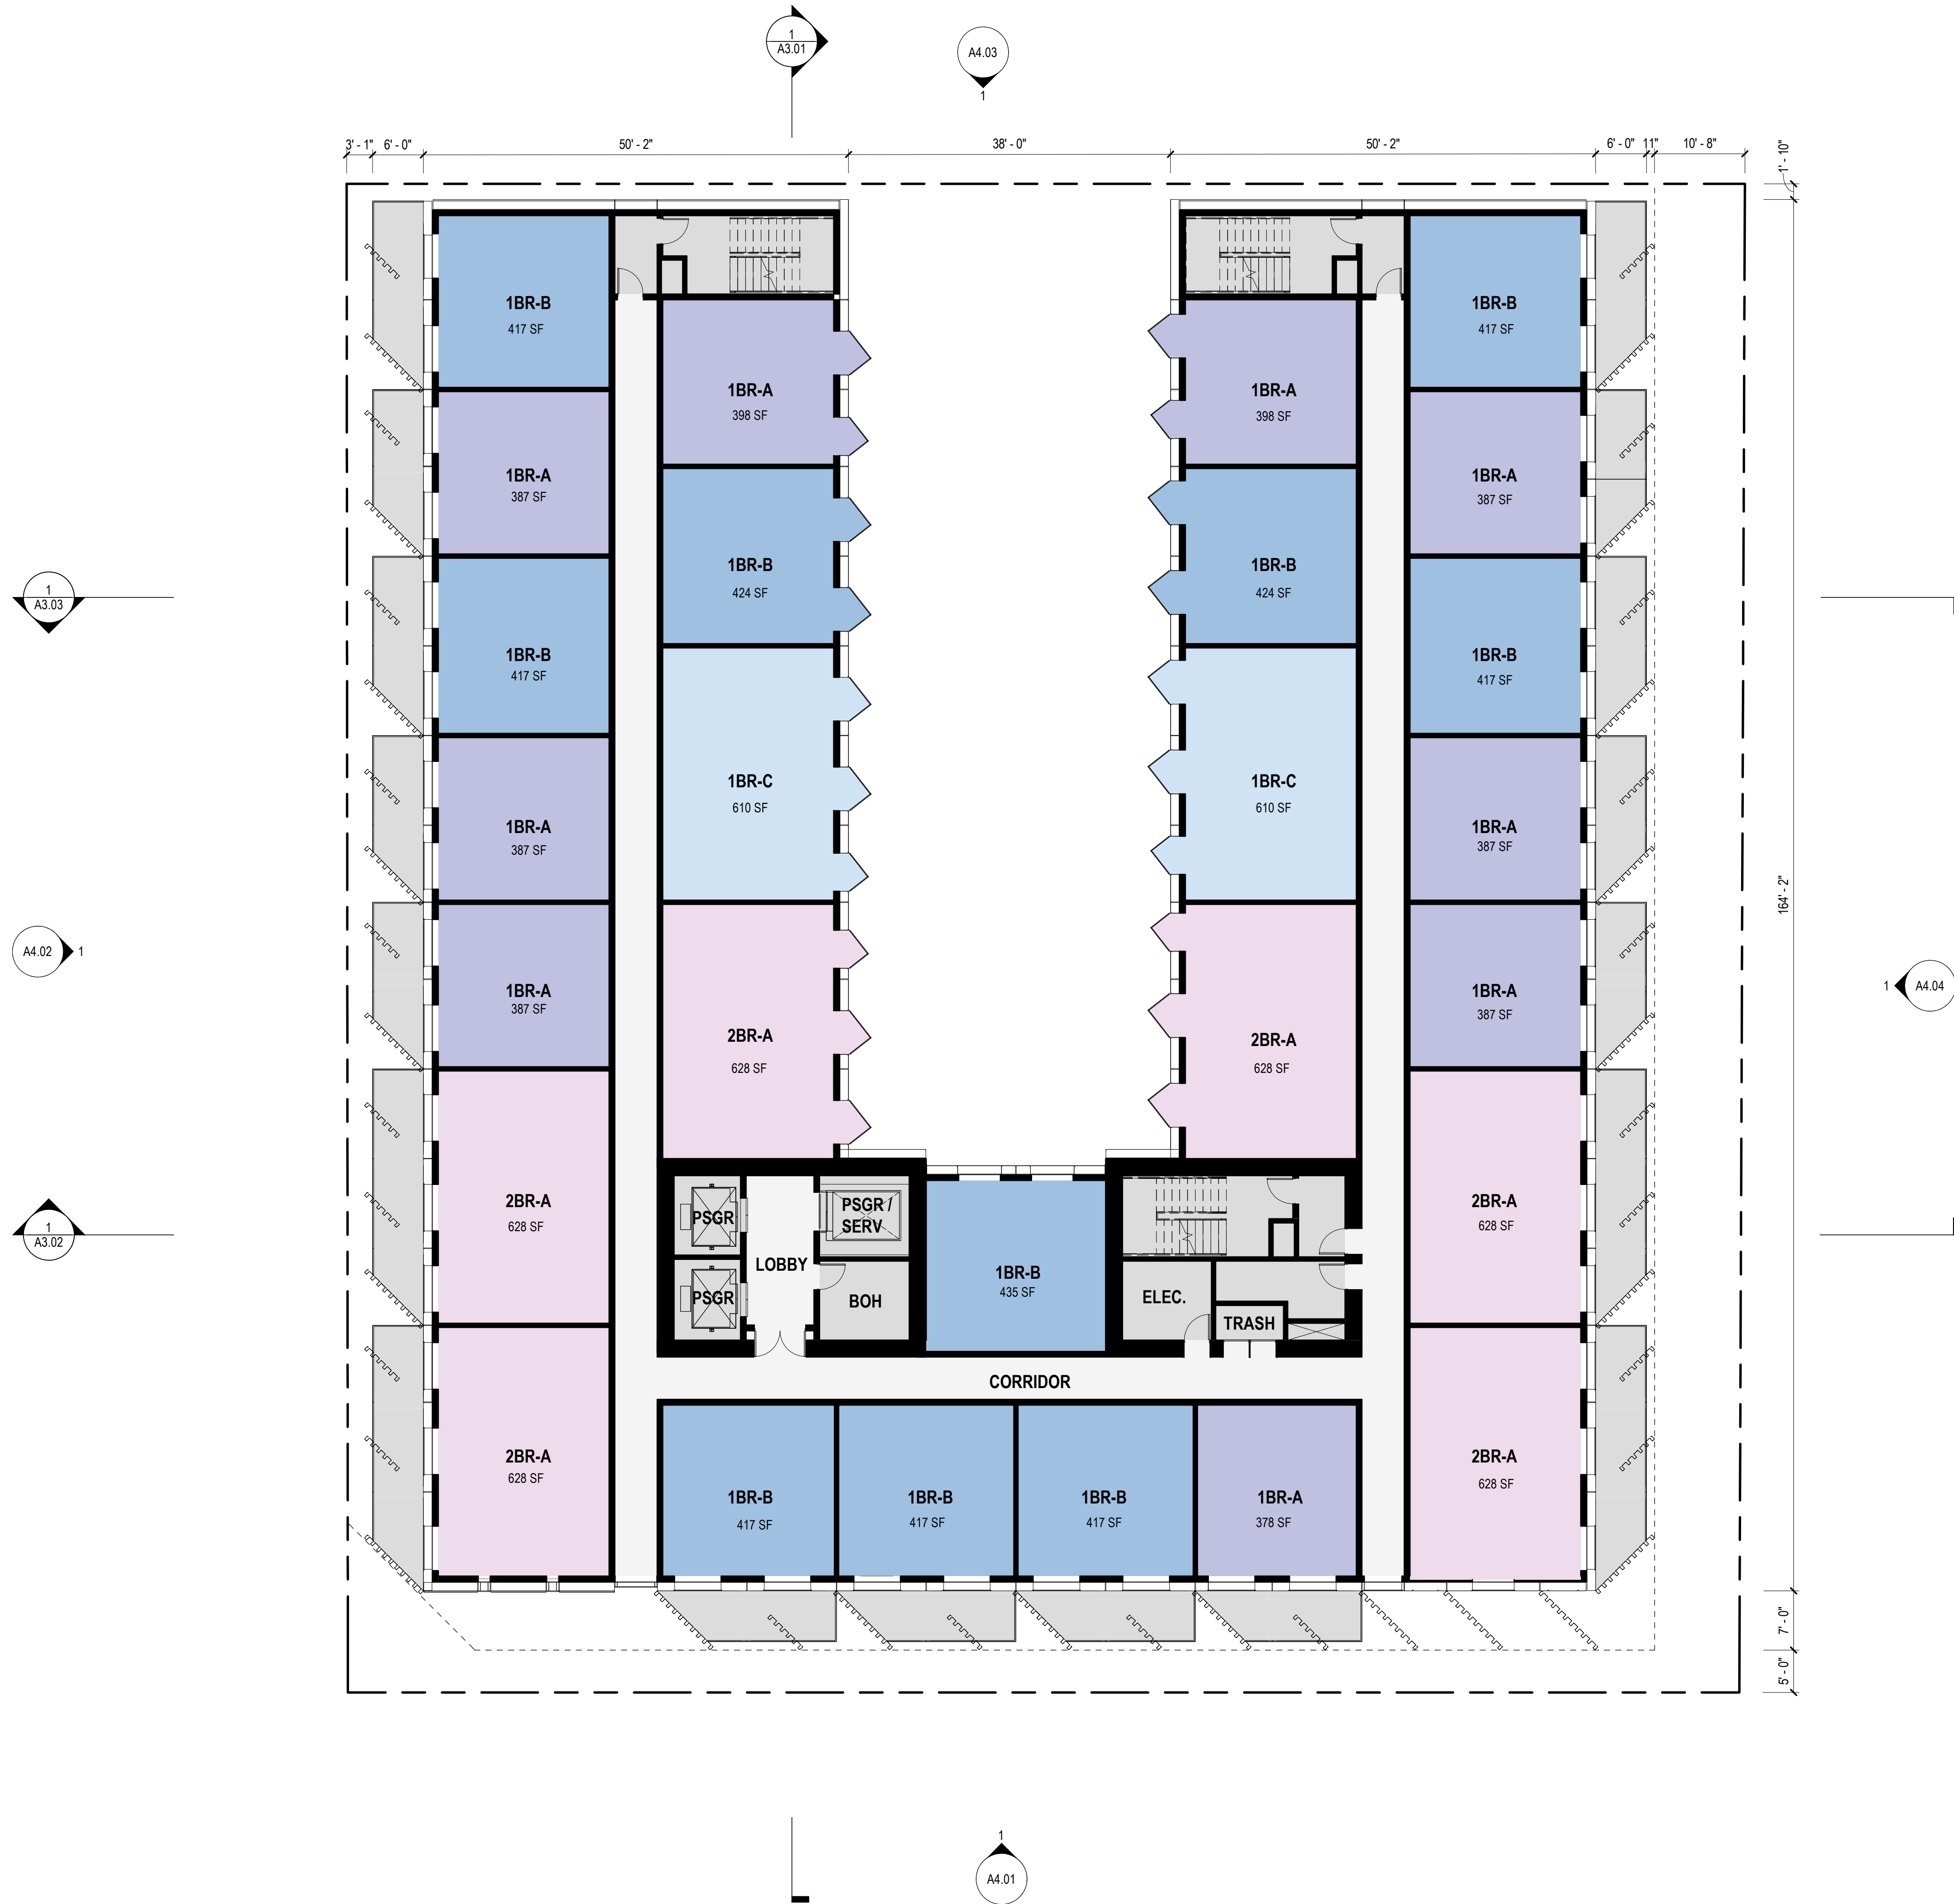 1
A3.01
A4.03
1
3' - 1"
6' - 0"
50' - 2"
38' - 0"
50' - 2"
6' - 0"
11"
10' - 8"
1' - 10"
1BR-B
417 SF
1BR-A
398 SF
1BR-A
398 SF
1BR-B
417 SF
1BR-A
387 SF
1BR-A
387 SF
1BR-B
424 SF
1BR-B
424 SF
1
A3.03
1BR-B
417 SF
1BR-B
417 SF
1BR-C
610 SF
1BR-C
610 SF
1BR-A
387 SF
1BR-A
387 SF
164' - 2"
A4.02
1
1BR-A
387 SF
1BR-A
387 SF
1
A4.04
2BR-A
628 SF
2BR-A
628 SF
1
A3.02
2BR-A
628 SF
PSGR
PSGR /
SERV
2BR-A
628 SF
LOBBY
PSGR
BOH
1BR-B
435 SF
ELEC.
TRASH
CORRIDOR
2BR-A
628 SF
2BR-A
628 SF
1BR-B
417 SF
1BR-B
417 SF
1BR-B
417 SF
1BR-A
378 SF
7' - 0"
5' - 0"
1
A4.01